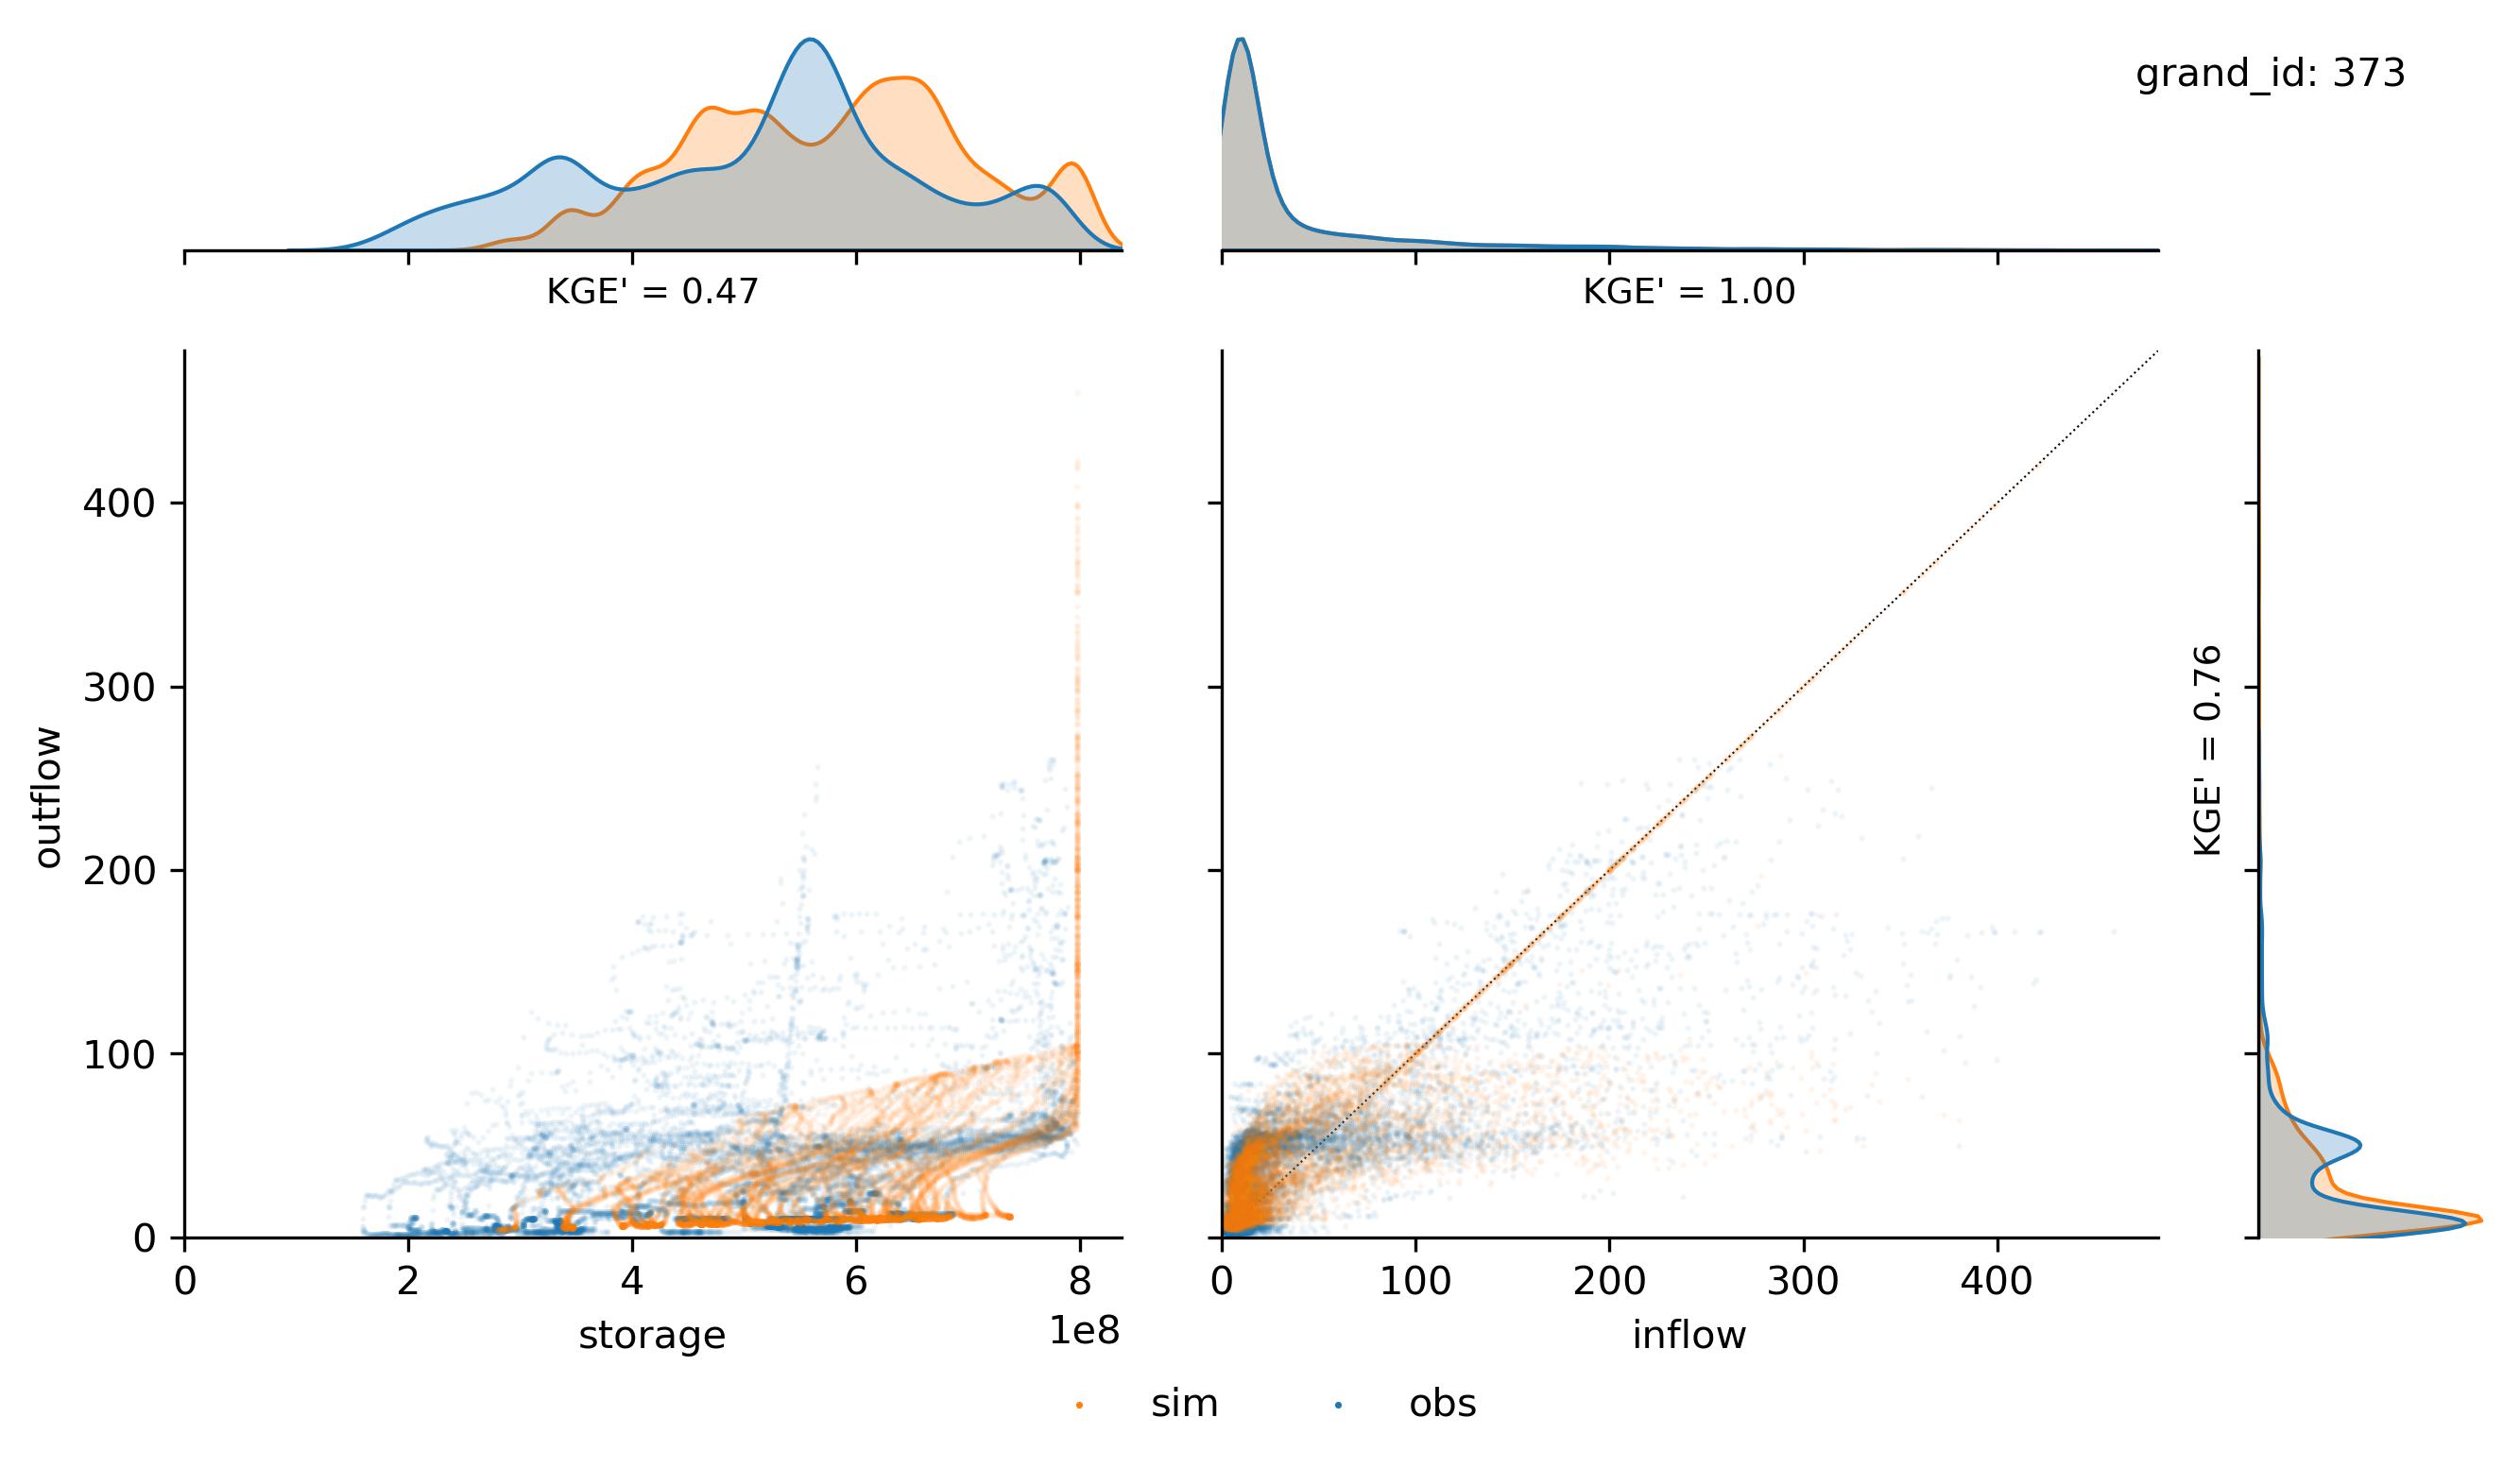 grand_id: 373
KGE' = 0.47
KGE' = 1.00
outflow
400
300
200
100
0
KGE' = 0.76
0 2 4 6 8
1e8
storage
0 100 200 300 400
inflow
sim obs